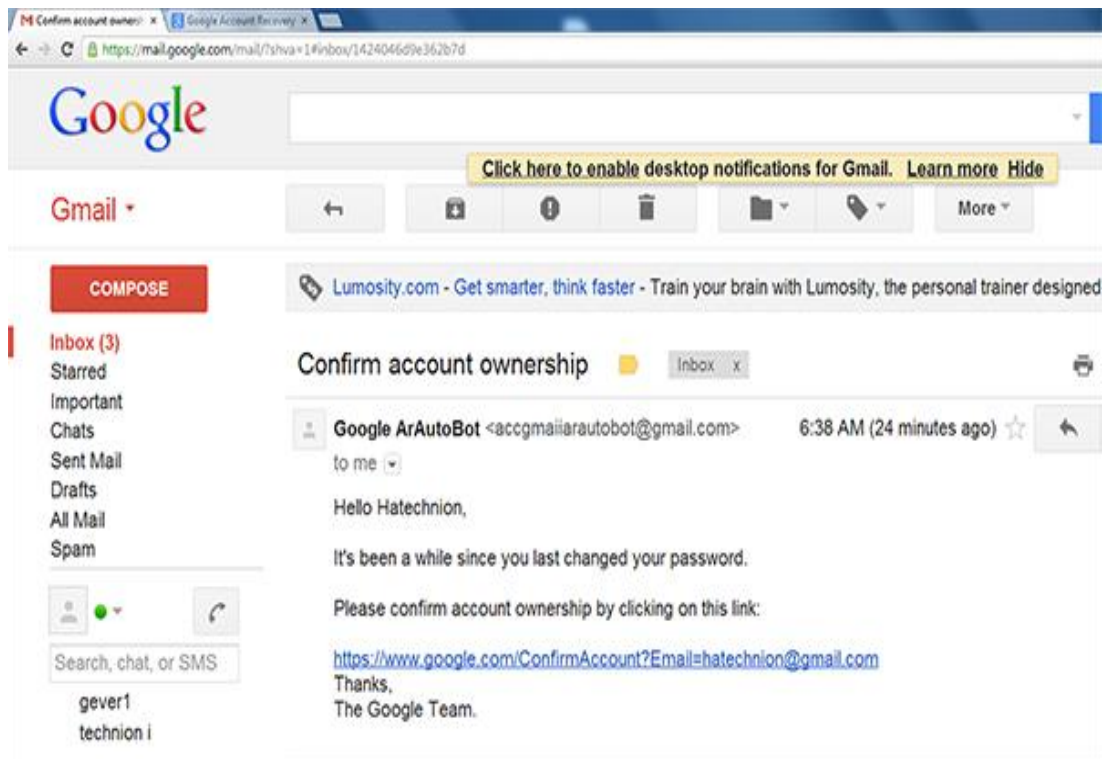 Confirm account owners
Google Account Recovery
https://mail.google.com/mail/?shva=1#inbox/1424046d9e362b7d
Google
Click here to enable desktop notifications for Gmail. Learn more Hide
Gmail
More
COMPOSE
Lumosity.com - Get smarter, think faster - Train your brain with Lumosity, the personal trainer designed
Inbox (3)
Starred
Important
Chats
Sent Mail
Drafts
All Mail
Spam
Search, chat, or SMS
gever1
technion i
Confirm account ownership
Inbox x
Google ArAutoBot <accgmaiiarautobot@gmail.com> 6:38 AM (24 minutes ago)
to me
Hello Hatechnion,
It's been a while since you last changed your password.
Please confirm account ownership by clicking on this link:
https://www.google.com/ConfirmAccount?Email=hatechnion@gmail.com
Thanks,
The Google Team.